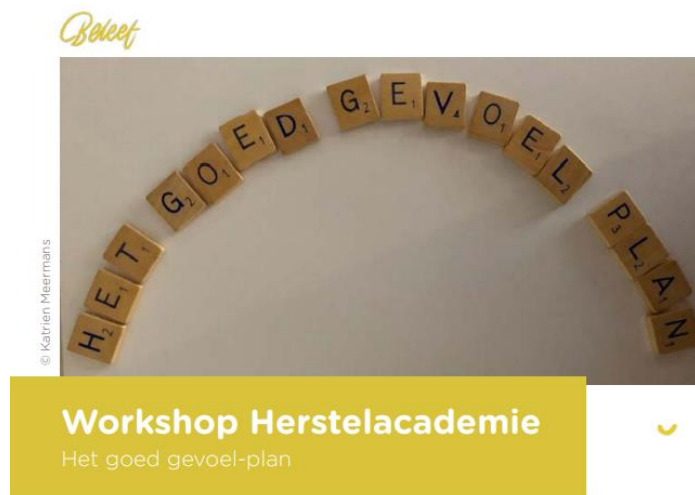 Beleef
HET GOED GEVOEL PLAN
© Katrien Meermans
Workshop Herstelacademie
Het goed gevoel-plan